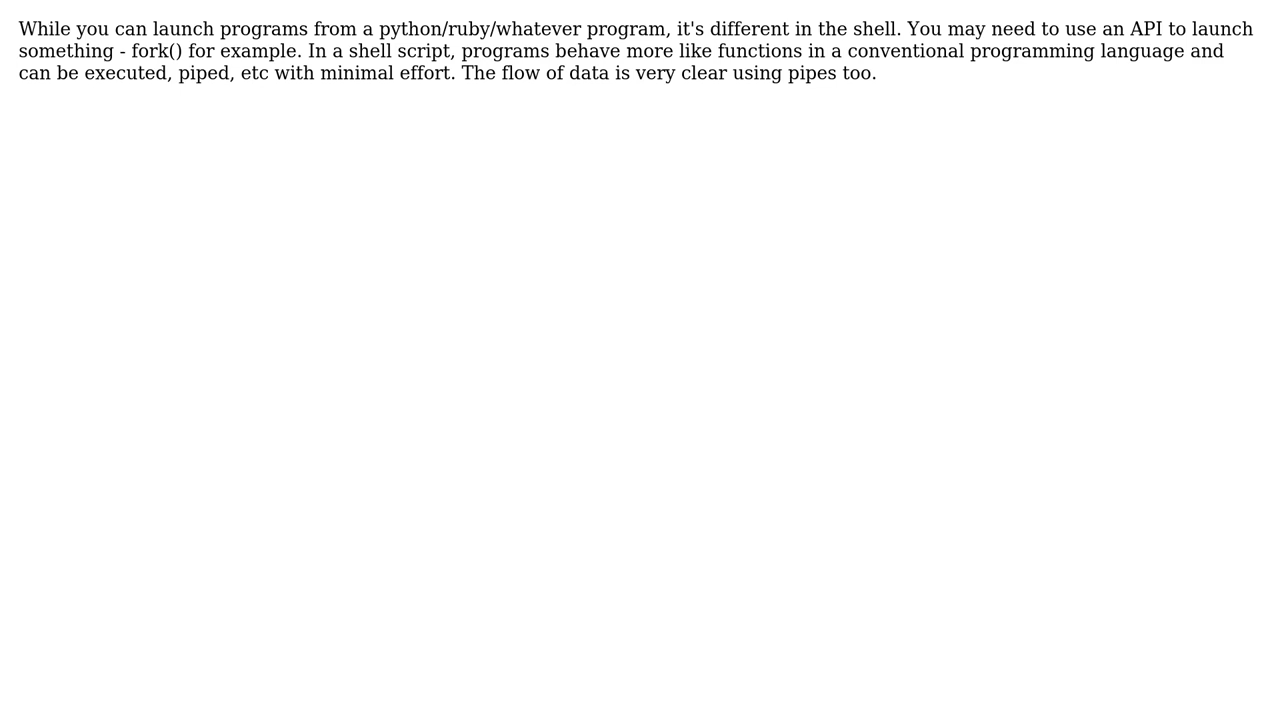 While you can launch programs from a python/ruby/whatever program, it's different in the shell. You may need to use an API to launch
something - fork() for example. In a shell script, programs behave more like functions in a conventional programming language and
can be executed, piped, etc with minimal effort. The flow of data is very clear using pipes too.